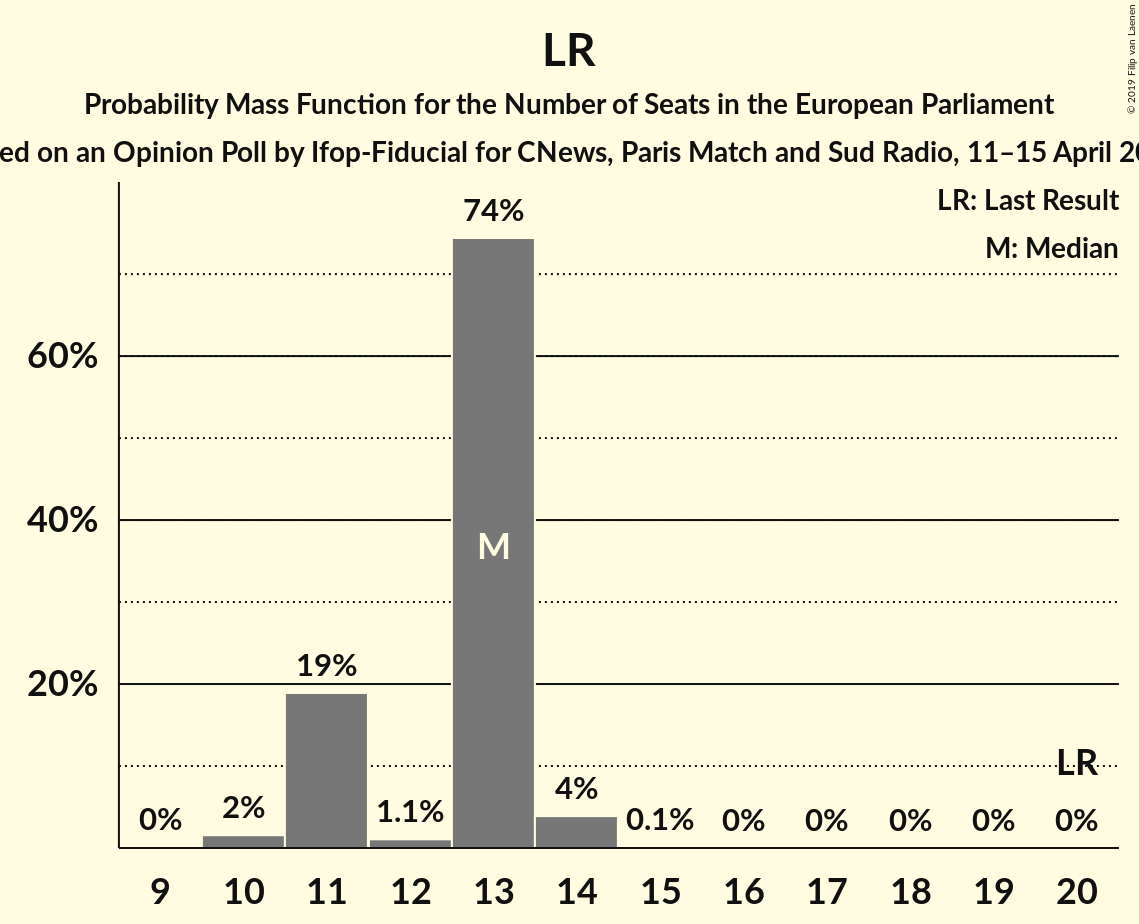 LR
Probability Mass Function for the Number of Seats in the European Parliament
on an Opinion Poll by Ifop-Fiducial for CNews, Paris Match and Sud Radio, 11–15 April
© 2019 Filip van Laenen
LR: Last Result
M: Median
74%
60%
40%
M
19%
20%
LR
0% 2% 1.1% 4% 0.1% 0% 0% 0% 0% 0%
9 10 11 12 13 14 15 16 17 18 19 20